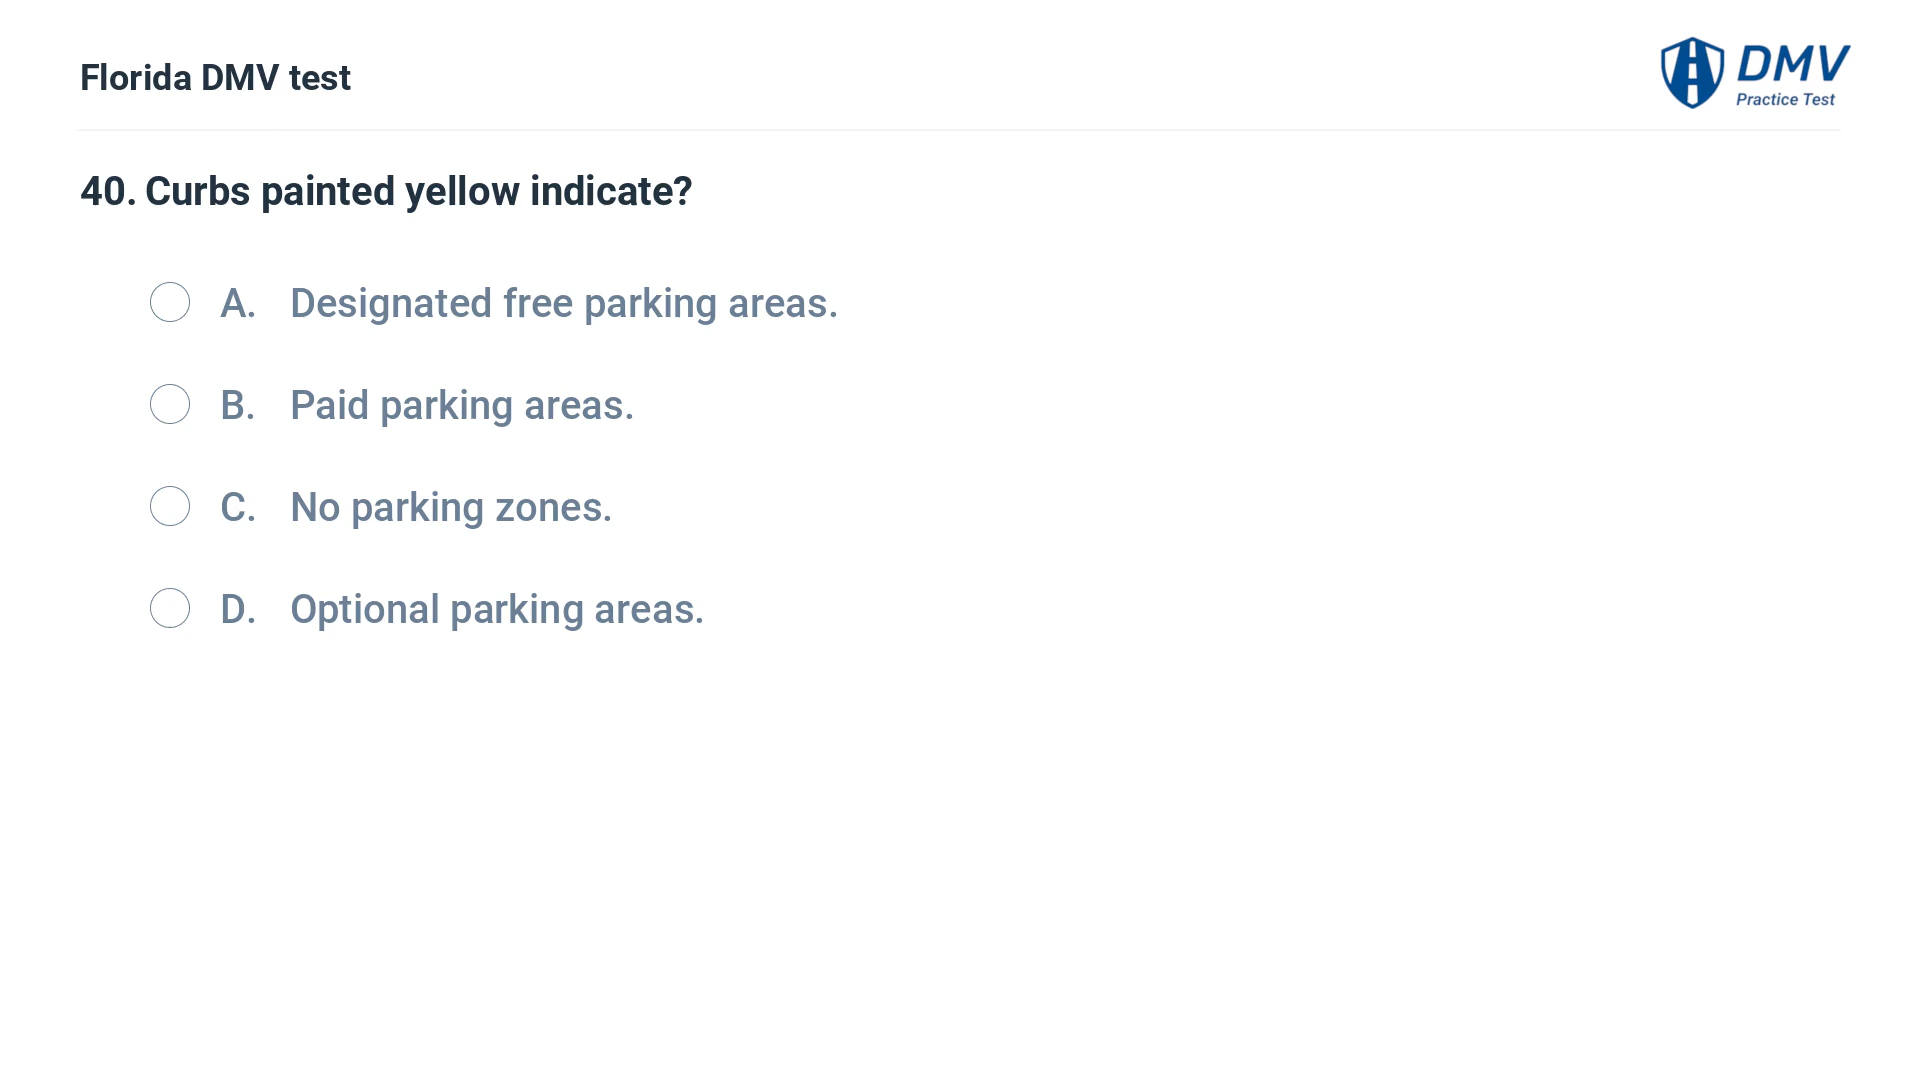 Florida DMV test
DMV
Practice Test
40. Curbs painted yellow indicate?
A. Designated free parking areas.
B. Paid parking areas.
C. No parking zones.
D. Optional parking areas.